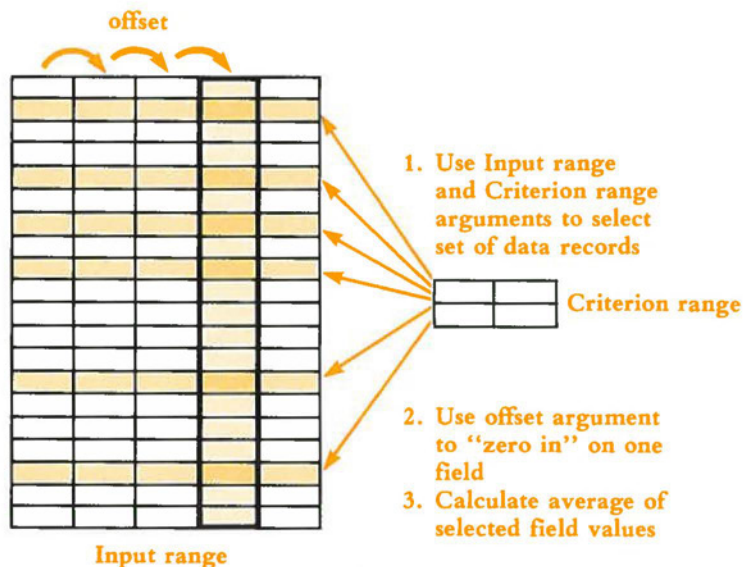 offset
1. Use Input range
and Criterion range
arguments to select
set of data records
Criterion range
2. Use offset argument
to “zero in” on one
field
3. Calculate average of
selected field values
Input range